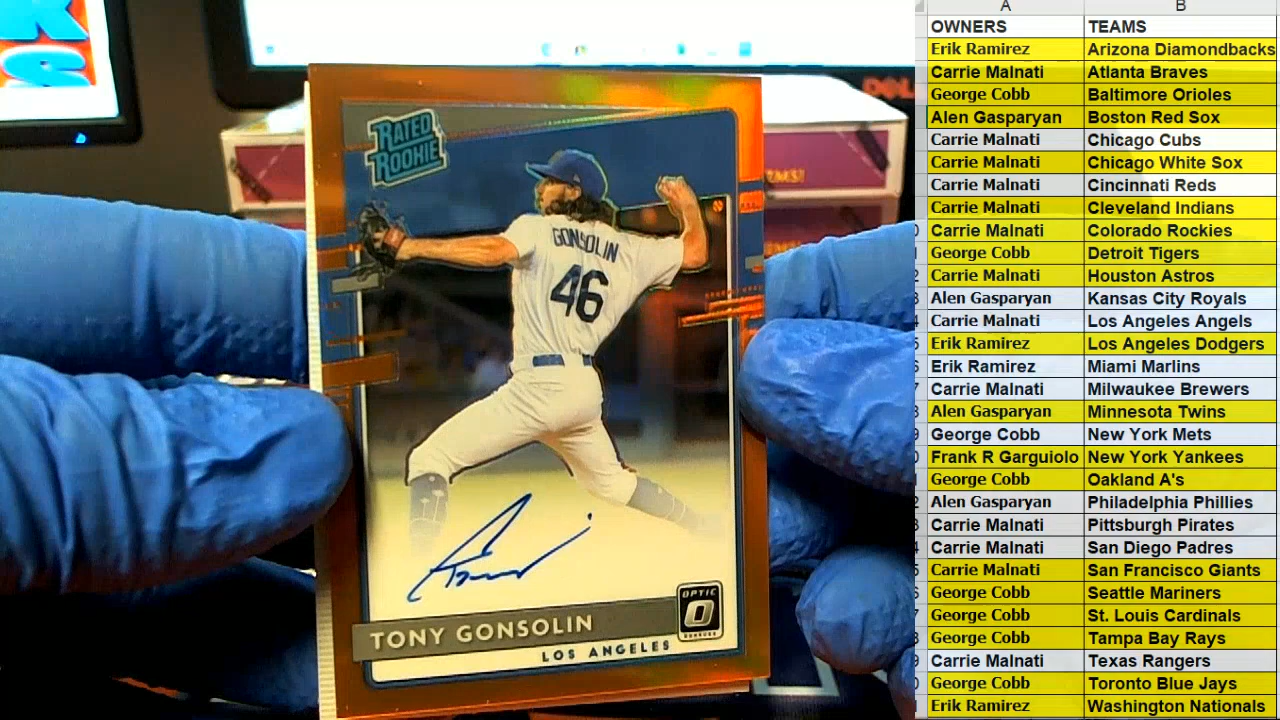 RATED
ROOKIE
GONSOLIN
46
OPTIC
O
DONRUSS
TONY GONSOLIN
LOS ANGELES
DELL
A B
OWNERS TEAMS
Erik Ramirez Arizona Diamondbacks
Carrie Malnati Atlanta Braves
George Cobb Baltimore Orioles
Alen Gasparyan Boston Red Sox
Carrie Malnati Chicago Cubs
Carrie Malnati Chicago White Sox
Carrie Malnati Cincinnati Reds
Carrie Malnati Cleveland Indians
Carrie Malnati Colorado Rockies
George Cobb Detroit Tigers
Carrie Malnati Houston Astros
Alen Gasparyan Kansas City Royals
Carrie Malnati Los Angeles Angels
Erik Ramirez Los Angeles Dodgers
Erik Ramirez Miami Marlins
Carrie Malnati Milwaukee Brewers
Alen Gasparyan Minnesota Twins
George Cobb New York Mets
Frank R Garguiolo New York Yankees
George Cobb Oakland A's
Alen Gasparyan Philadelphia Phillies
Carrie Malnati Pittsburgh Pirates
Carrie Malnati San Diego Padres
Carrie Malnati San Francisco Giants
George Cobb Seattle Mariners
George Cobb St. Louis Cardinals
George Cobb Tampa Bay Rays
Carrie Malnati Texas Rangers
George Cobb Toronto Blue Jays
Erik Ramirez Washington Nationals